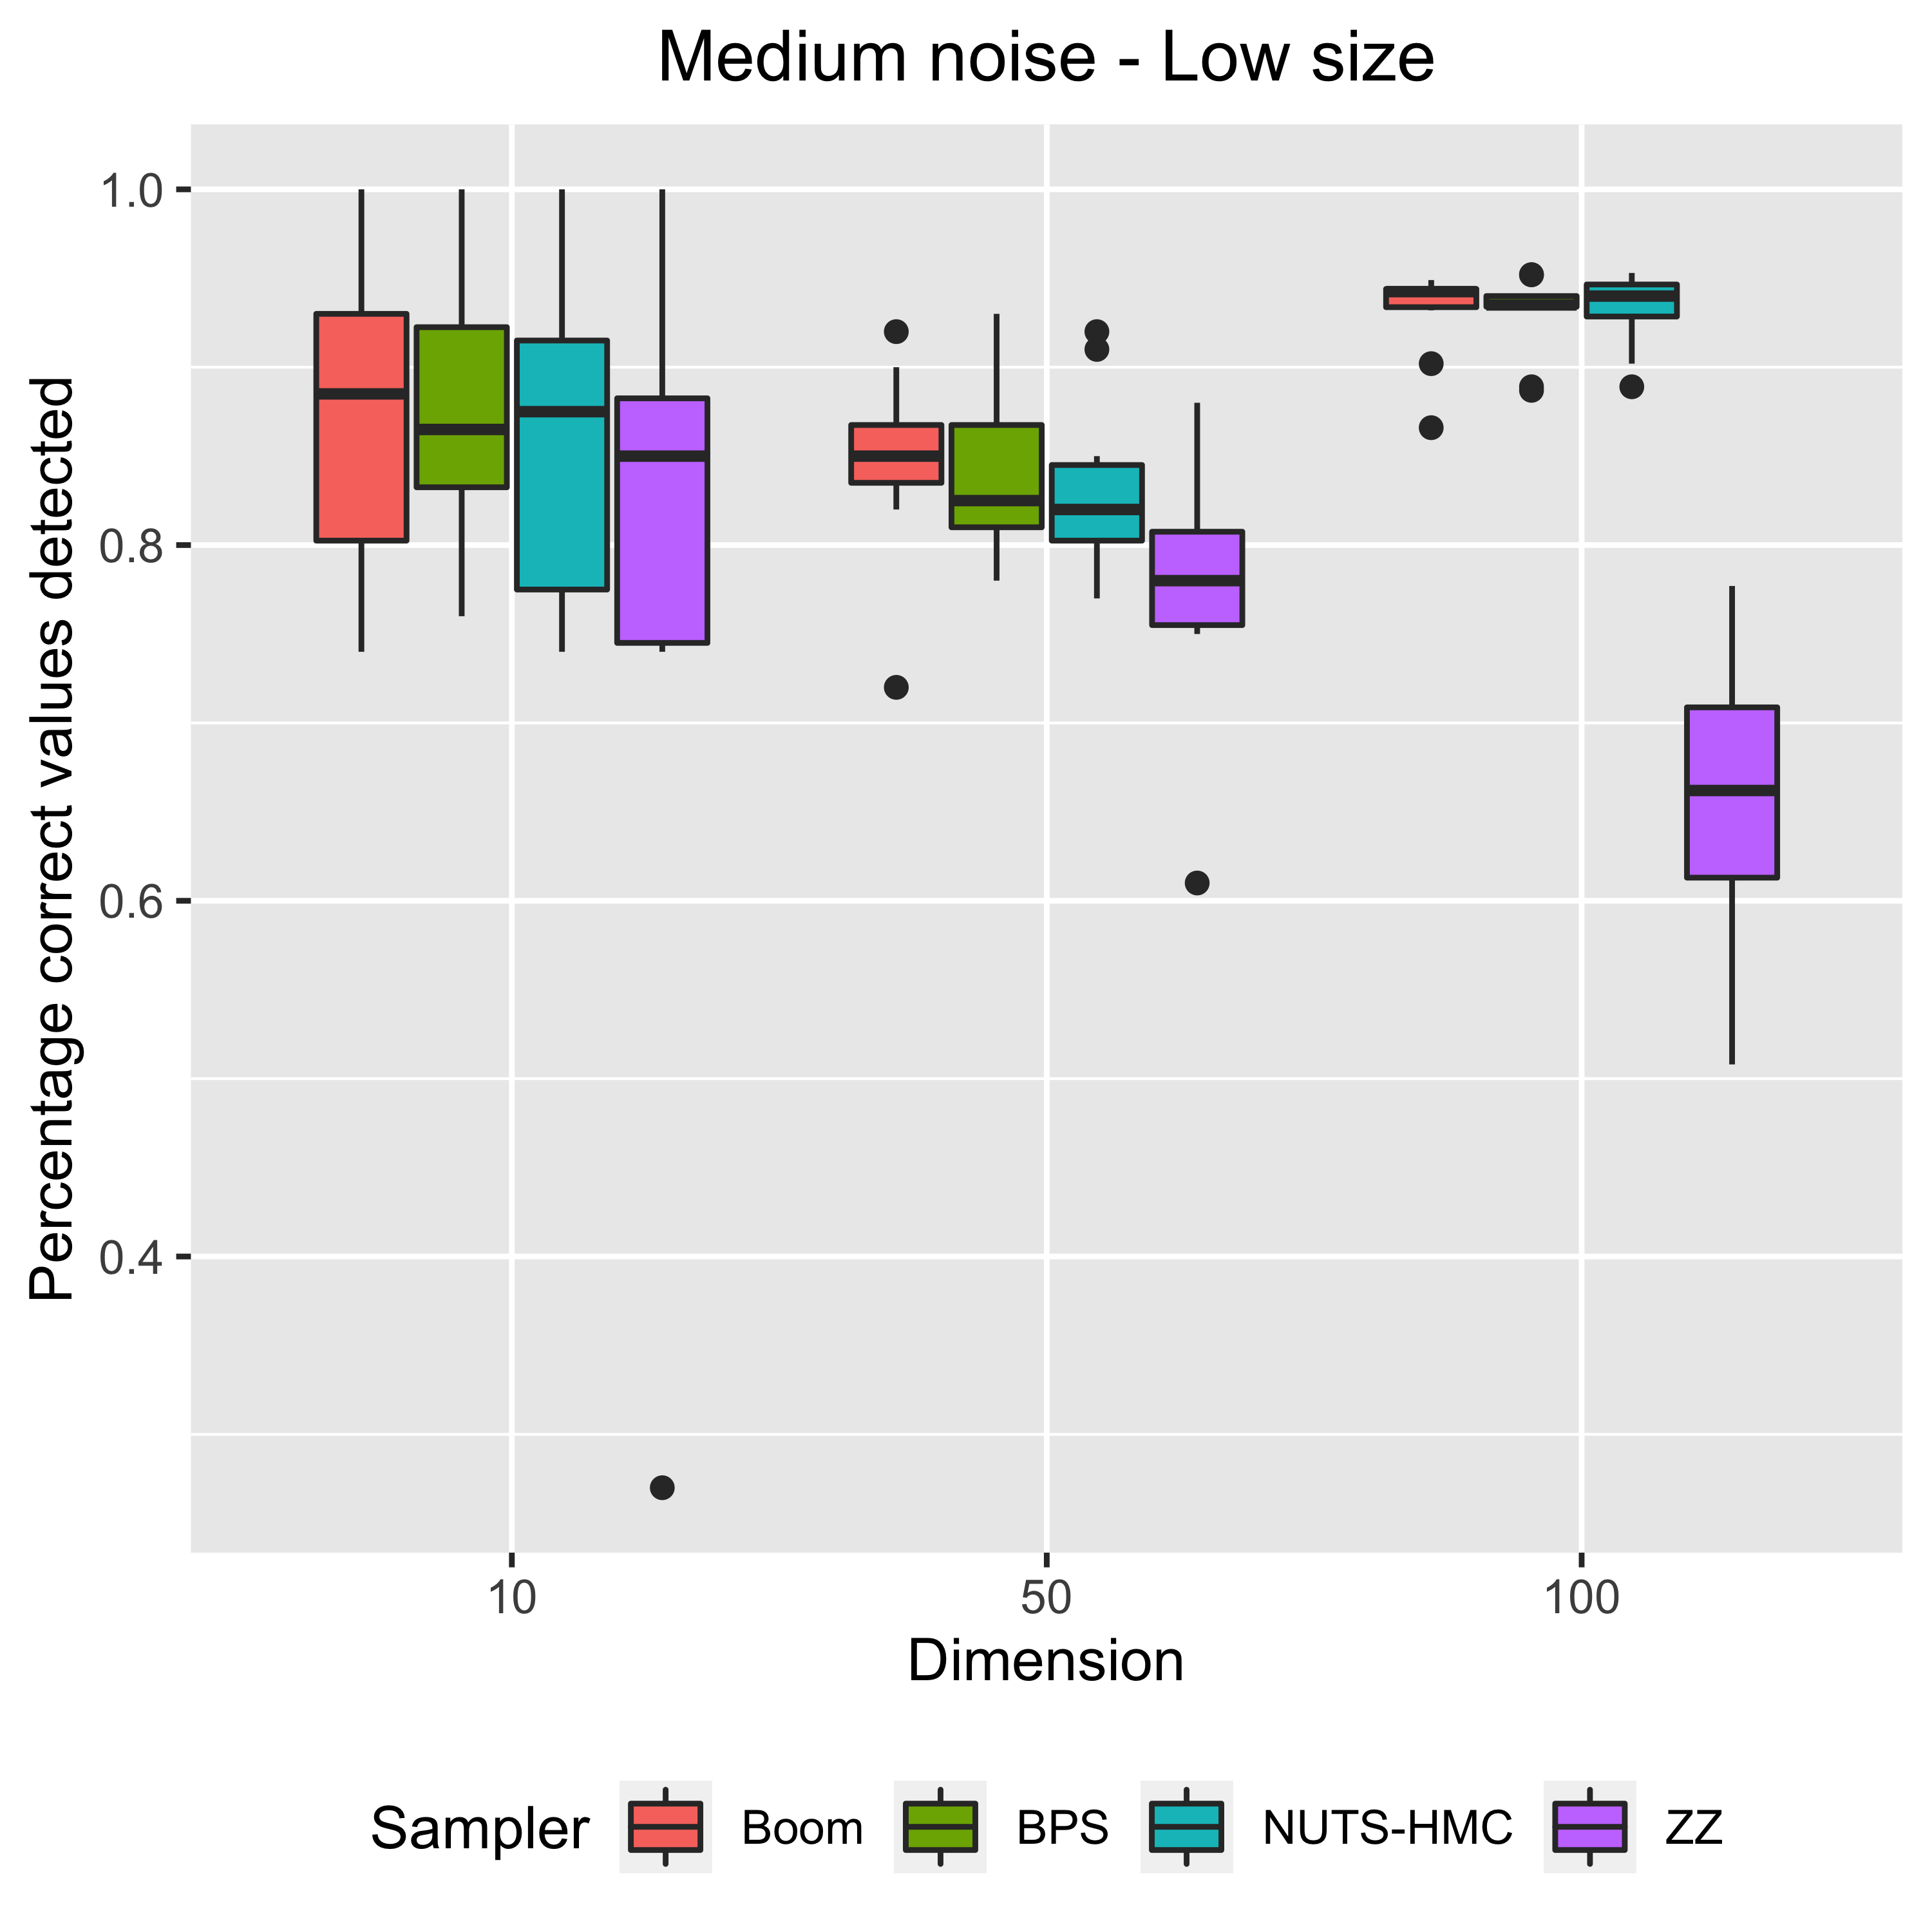 Medium noise - Low size
Percentage correct values detected
1.0
0.8
0.6
0.4
10 50 100
Dimension
Sampler Boom BPS NUTS-HMC ZZ